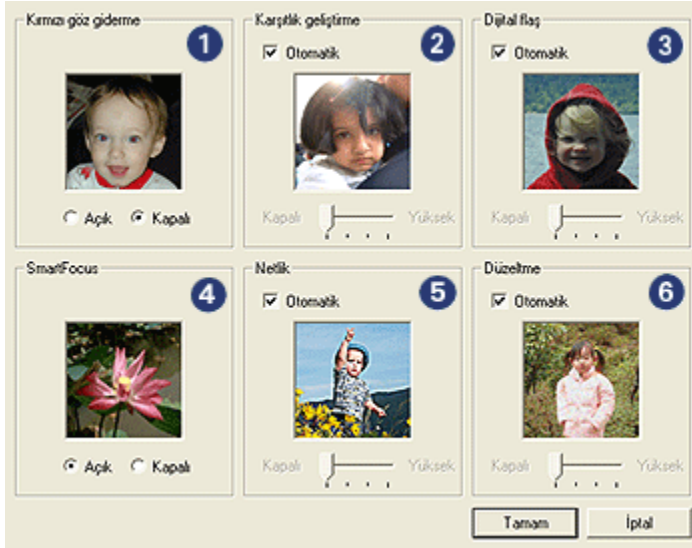 Kırmızı göz giderme
1
Açık Kapalı
Karşıtlık geliştirme
2
Otomatik
Kapalı Yüksek
Dijital flaş
3
Otomatik
Kapalı Yüksek
SmartFocus
4
Açık Kapalı
Netlik
5
Otomatik
Kapalı Yüksek
Düzeltme
6
Otomatik
Kapalı Yüksek
Tamam İptal